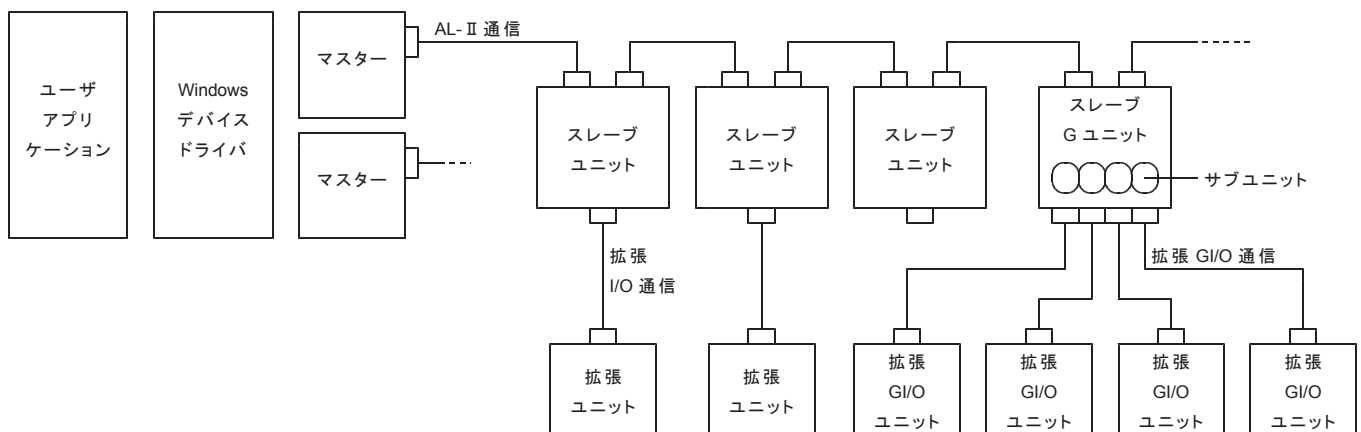 ユーザ
アプリ
ケーション
Windows
デバイス
ドライバ
マスター
マスター
AL-Ⅱ通信
スレーブ
ユニット
スレーブ
ユニット
スレーブ
ユニット
スレーブ
G ユニット
サブユニット
拡張
I/O 通信
拡張 GI/O 通信
拡張
ユニット
拡張
ユニット
拡張
GI/O
ユニット
拡張
GI/O
ユニット
拡張
GI/O
ユニット
拡張
GI/O
ユニット